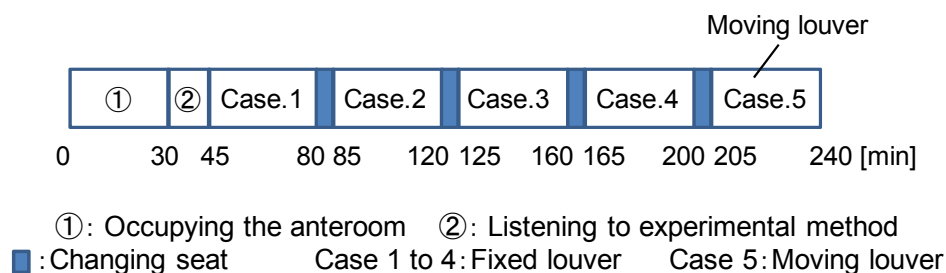 Moving louver
① ② Case.1 Case.2 Case.3 Case.4 Case.5
0 30 45 80 85 120 125 160 165 200 205 240 [min]
①: Occupying the anteroom ②: Listening to experimental method
:Changing seat Case 1 to 4:Fixed louver Case 5:Moving louver